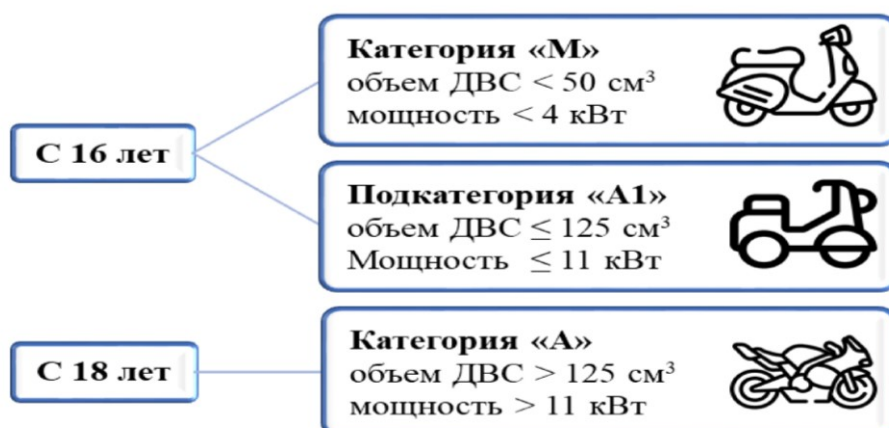 С 16 лет
Категория «М»
объем ДВС < 50 см³
мощность < 4 кВт
Подкатегория «А1»
объем ДВС ≤ 125 см³
Мощность ≤ 11 кВт
С 18 лет
Категория «А»
объем ДВС > 125 см³
мощность > 11 кВт